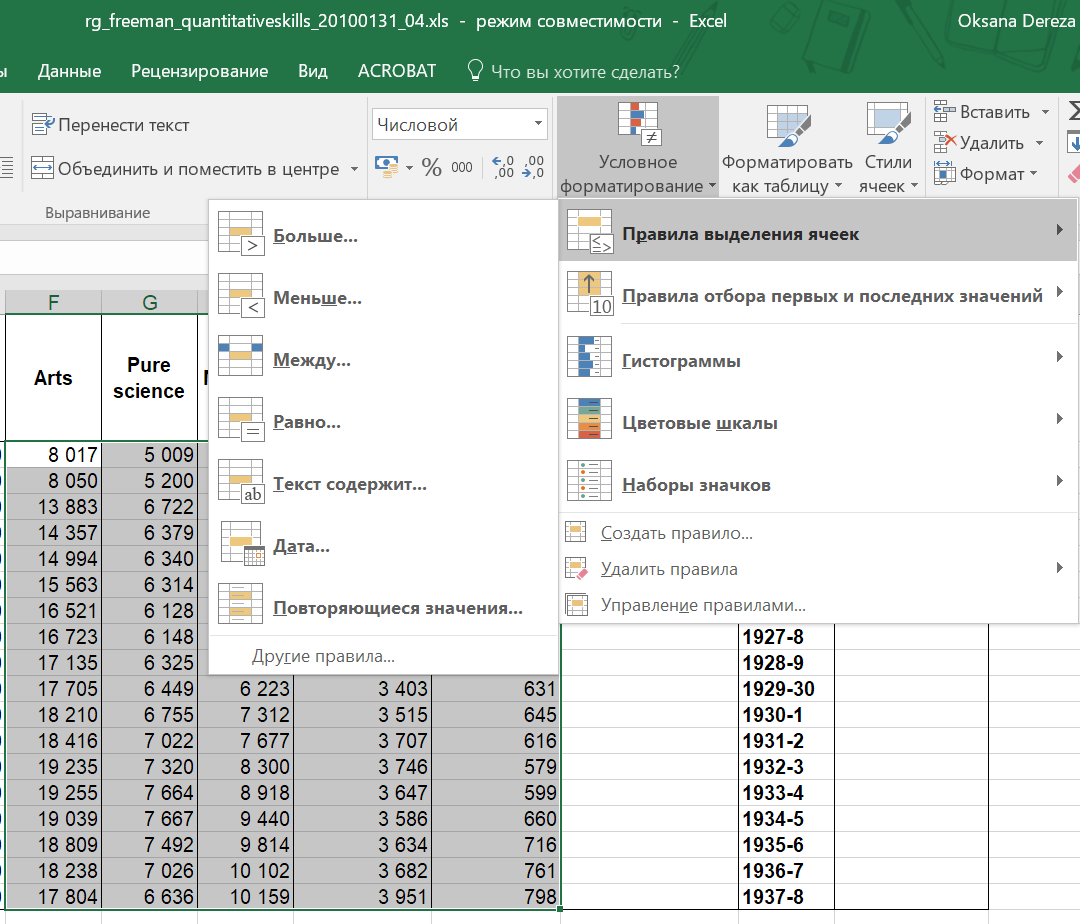 rg_freeman_quantitativeskills_20100131_04.xls - режим совместимости - Excel
Oksana Dereza
Данные Рецензирование Вид ACROBAT Что вы хотите сделать?
Перенести текст
Объединить и поместить в центре
Выравнивание
Числовой
% 000 ,0 ,00 ,00 ,0
Условное форматирование
Форматировать как таблицу
Стили ячеек
Вставить
Удалить
Формат
Больше...
Меньше...
Между...
Равно...
ab Текст содержит...
Дата...
Повторяющиеся значения...
Другие правила...
Правила выделения ячеек
10 Правила отбора первых и последних значений
Гистограммы
Цветовые шкалы
Наборы значков
Создать правило...
Удалить правила
Управление правилами...
F G
Arts Pure science
8 017 5 009
8 050 5 200
13 883 6 722
14 357 6 379
14 994 6 340
15 563 6 314
16 521 6 128
16 723 6 148 1927-8
17 135 6 325 1928-9
17 705 6 449 6 223 3 403 631 1929-30
18 210 6 755 7 312 3 515 645 1930-1
18 416 7 022 7 677 3 707 616 1931-2
19 235 7 320 8 300 3 746 579 1932-3
19 255 7 664 8 918 3 647 599 1933-4
19 039 7 667 9 440 3 586 660 1934-5
18 809 7 492 9 814 3 634 716 1935-6
18 238 7 026 10 102 3 682 761 1936-7
17 804 6 636 10 159 3 951 798 1937-8